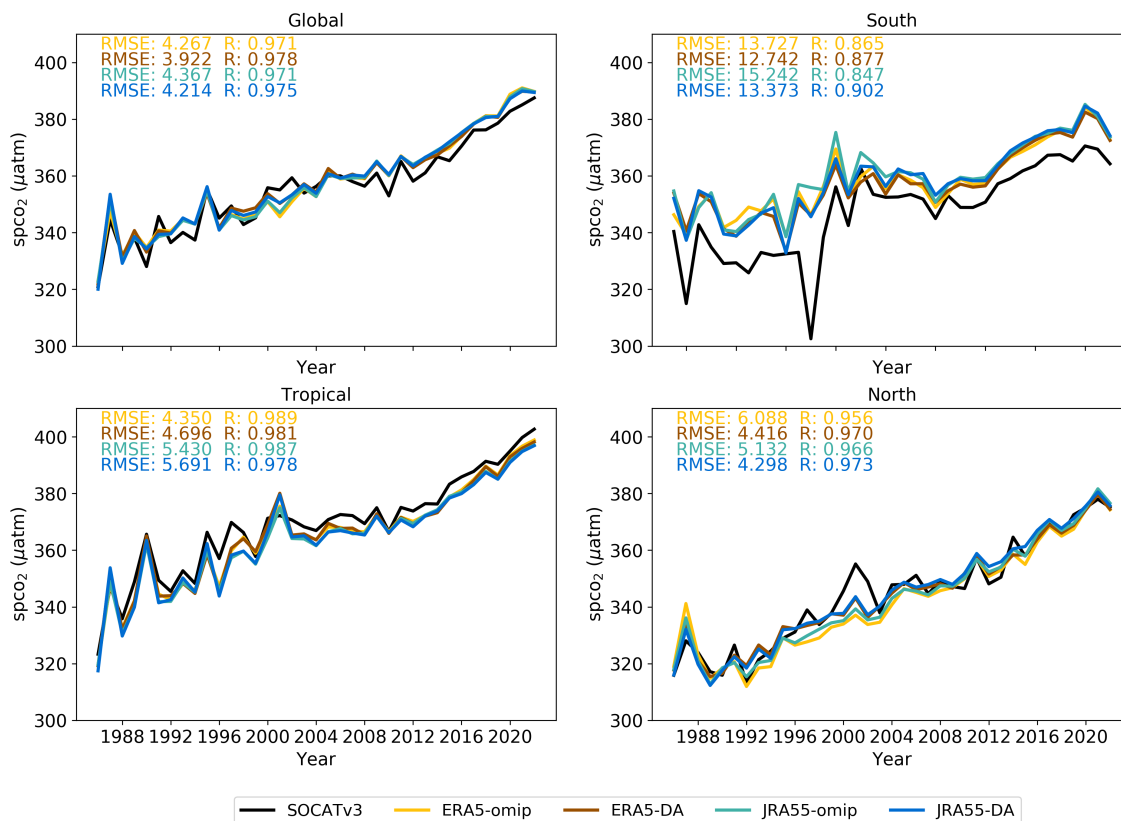 Global
RMSE: 4.267 R: 0.971
RMSE: 3.922 R: 0.978
RMSE: 4.367 R: 0.971
RMSE: 4.214 R: 0.975
spco₂ (μatm)
400
380
360
340
320
300
Year
South
RMSE: 13.727 R: 0.865
RMSE: 12.742 R: 0.877
RMSE: 15.242 R: 0.847
RMSE: 13.373 R: 0.902
spco₂ (μatm)
400
380
360
340
320
300
Year
Tropical
RMSE: 4.350 R: 0.989
RMSE: 4.696 R: 0.981
RMSE: 5.430 R: 0.987
RMSE: 5.691 R: 0.978
spco₂ (μatm)
400
380
360
340
320
300
1988 1992 1996 2000 2004 2008 2012 2016 2020
Year
North
RMSE: 6.088 R: 0.956
RMSE: 4.416 R: 0.970
RMSE: 5.132 R: 0.966
RMSE: 4.298 R: 0.973
spco₂ (μatm)
400
380
360
340
320
300
1988 1992 1996 2000 2004 2008 2012 2016 2020
Year
SOCATv3 ERA5-omip ERA5-DA JRA55-omip JRA55-DA